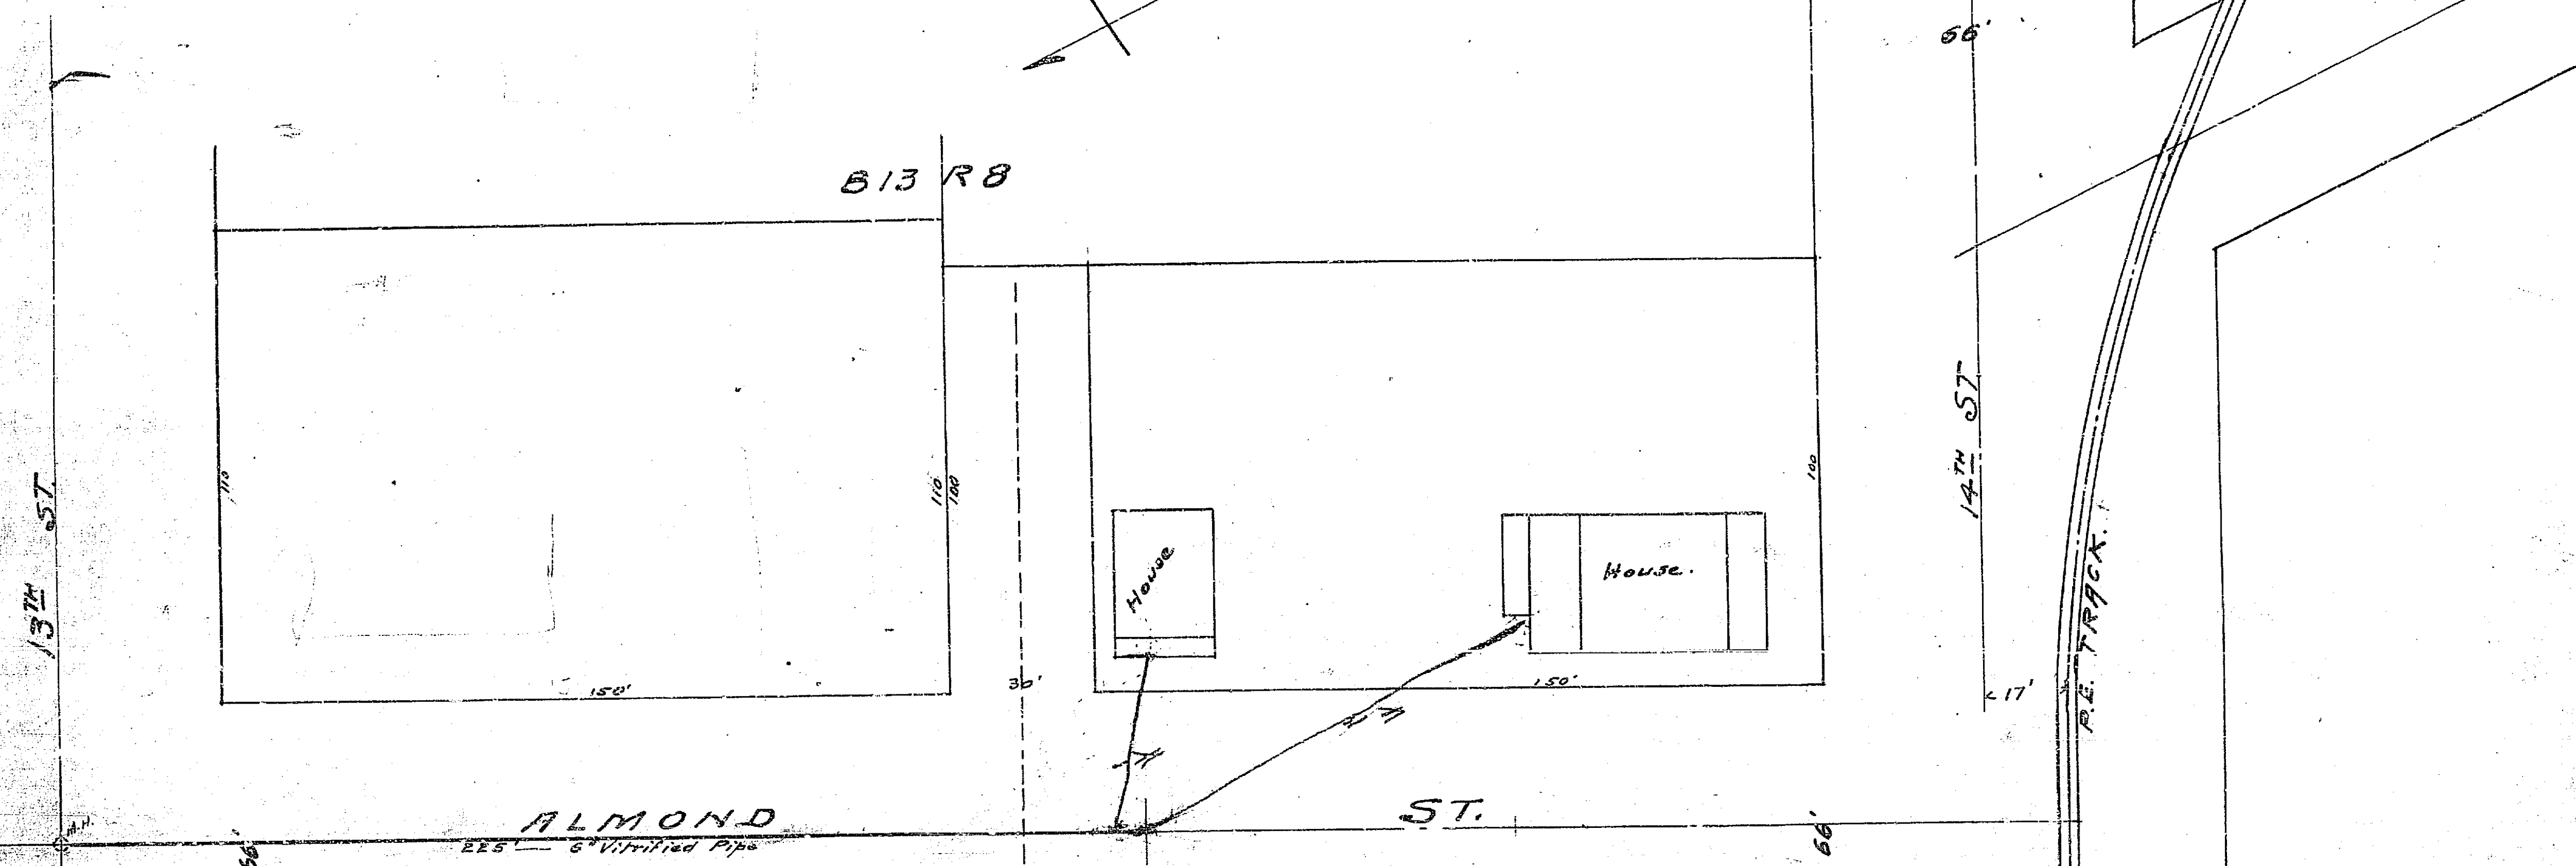 66'
B13 R8
13TH ST.
110
110
100
100
14TH ST
House
House.
P.E. TRACK.
150'
30'
150'
17'
ALMOND ST.
M.H.
225' — 6" Vitrified Pipe
66'
66'